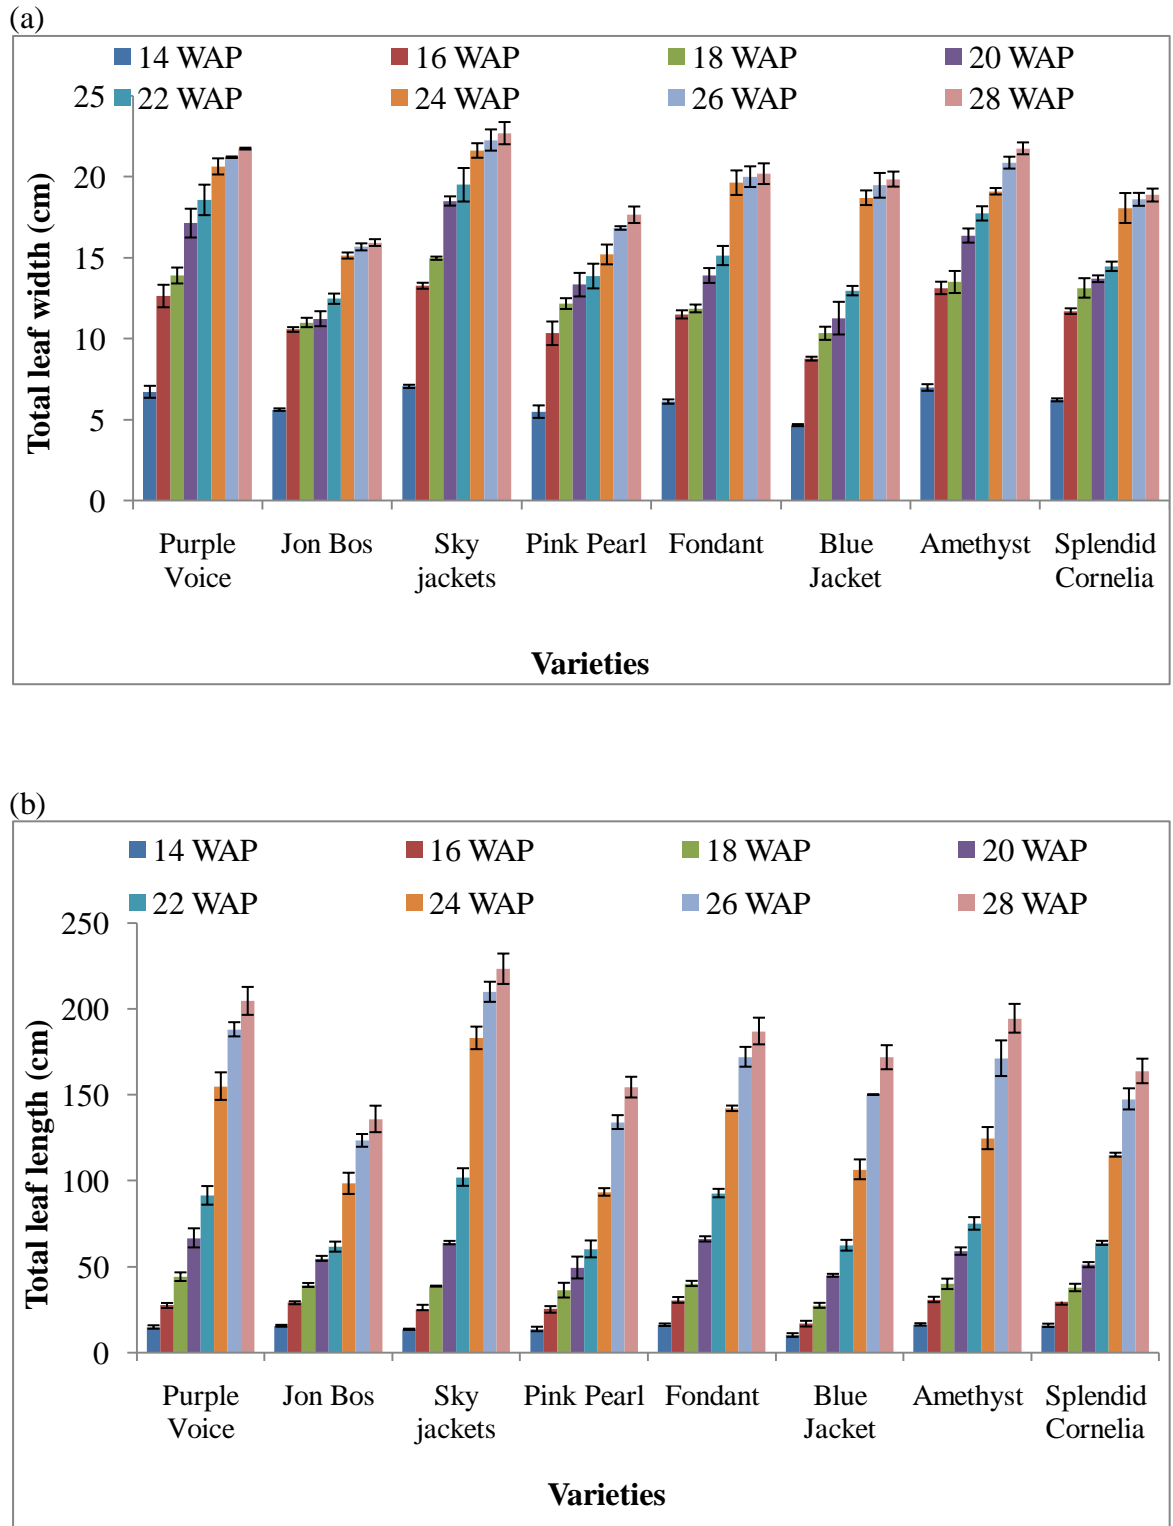 (a)
14 WAP 16 WAP 18 WAP 20 WAP
22 WAP 24 WAP 26 WAP 28 WAP
25
20
15
10
5
0
Total leaf width (cm)
Purple Voice Jon Bos Sky jackets Pink Pearl Fondant Blue Jacket Amethyst Splendid Cornelia
Varieties
(b)
14 WAP 16 WAP 18 WAP 20 WAP
22 WAP 24 WAP 26 WAP 28 WAP
250
200
150
100
50
0
Total leaf length (cm)
Purple Voice Jon Bos Sky jackets Pink Pearl Fondant Blue Jacket Amethyst Splendid Cornelia
Varieties